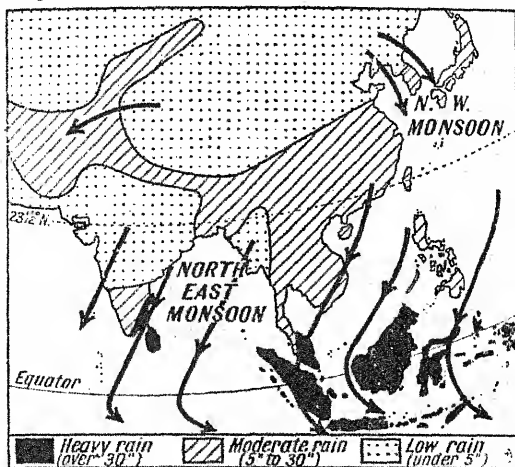 N. W.
MONSOON
23½°N.
NORTH
EAST
MONSOON
Equator
Heavy rain
(over 30")
Moderate rain
(5" to 30")
Low rain
(under 5")